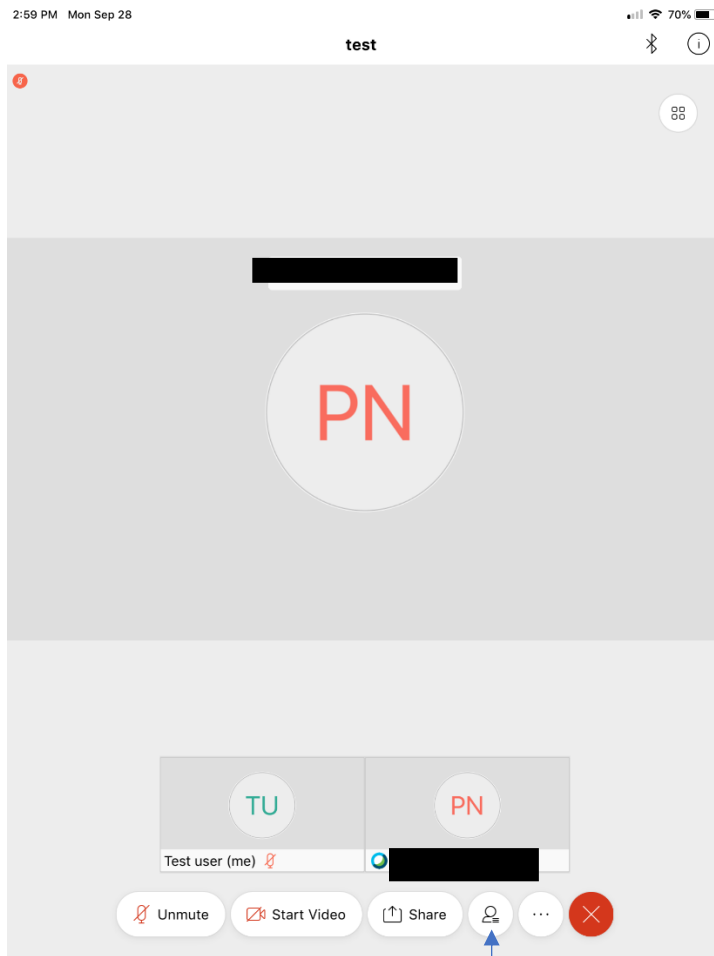 2:59 PM Mon Sep 28 70%
test
PN
TU PN
Test user (me)
Unmute Start Video Share